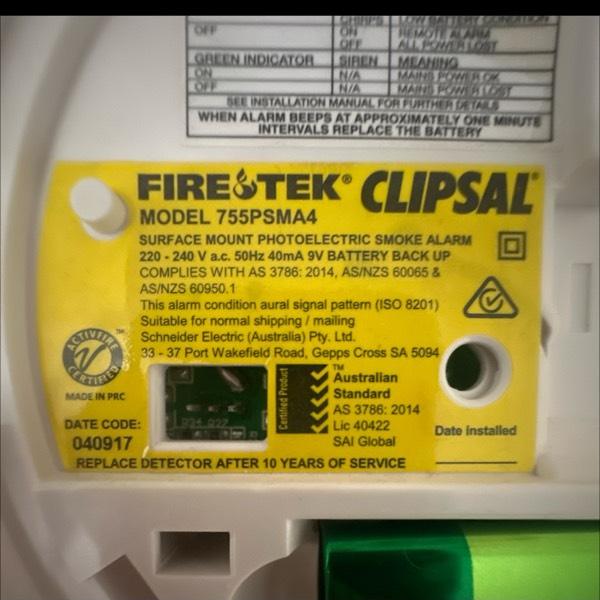 CHIRPS LOW BATTERY CONDITION
OFF ON REMOTE ALARM
OFF ALL POWER LOST
GREEN INDICATOR SIREN MEANING
ON N/A MAINS POWER OK
OFF N/A MAINS POWER LOST
SEE INSTALLATION MANUAL FOR FURTHER DETAILS
WHEN ALARM BEEPS AT APPROXIMATELY ONE MINUTE
INTERVALS REPLACE THE BATTERY
FIRETEK® CLIPSAL®
MODEL 755PSMA4
SURFACE MOUNT PHOTOELECTRIC SMOKE ALARM
220 - 240 V a.c. 50Hz 40mA 9V BATTERY BACK UP
COMPLIES WITH AS 3786: 2014, AS/NZS 60065 &
AS/NZS 60950.1
This alarm condition aural signal pattern (ISO 8201)
Suitable for normal shipping / mailing
Schneider Electric (Australia) Pty. Ltd.
33 - 37 Port Wakefield Road, Gepps Cross SA 5094
ACTIVFIRE™
CERTIFIED
MADE IN PRC
DATE CODE:
040917
R34 R37
Certified Product
™
Australian
Standard
AS 3786: 2014
Lic 40422
SAI Global
Date installed
REPLACE DETECTOR AFTER 10 YEARS OF SERVICE